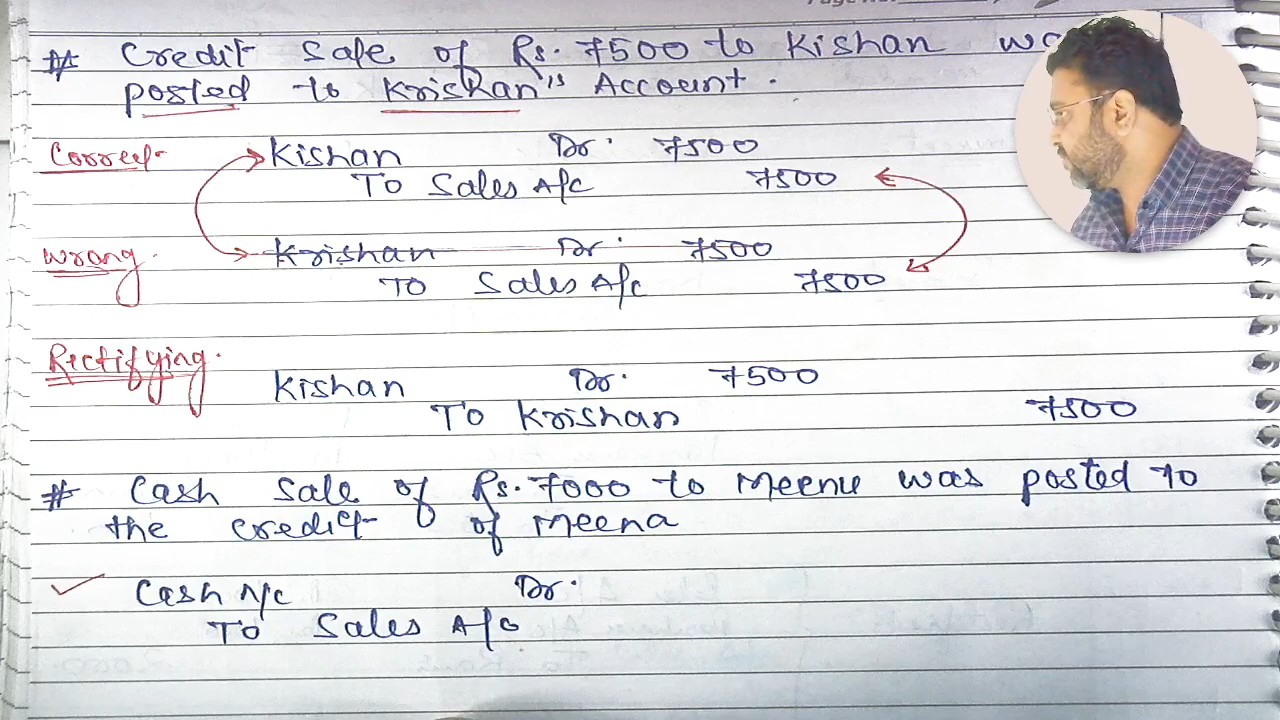 # Credit Sale of Rs. 7500 to Kishan
posted to Krishan's Account.
Correct Kishan Dr. 7500
To Sales A/c 7500
Wrong. Krishan Dr. 7500
To Sales A/c 7500
Rectifying.
Kishan Dr. 7500
To Krishan 7500
# Cash Sale of Rs. 7000 to Meenu was posted to
the credit of Meena
Cash A/c Dr.
To Sales A/c